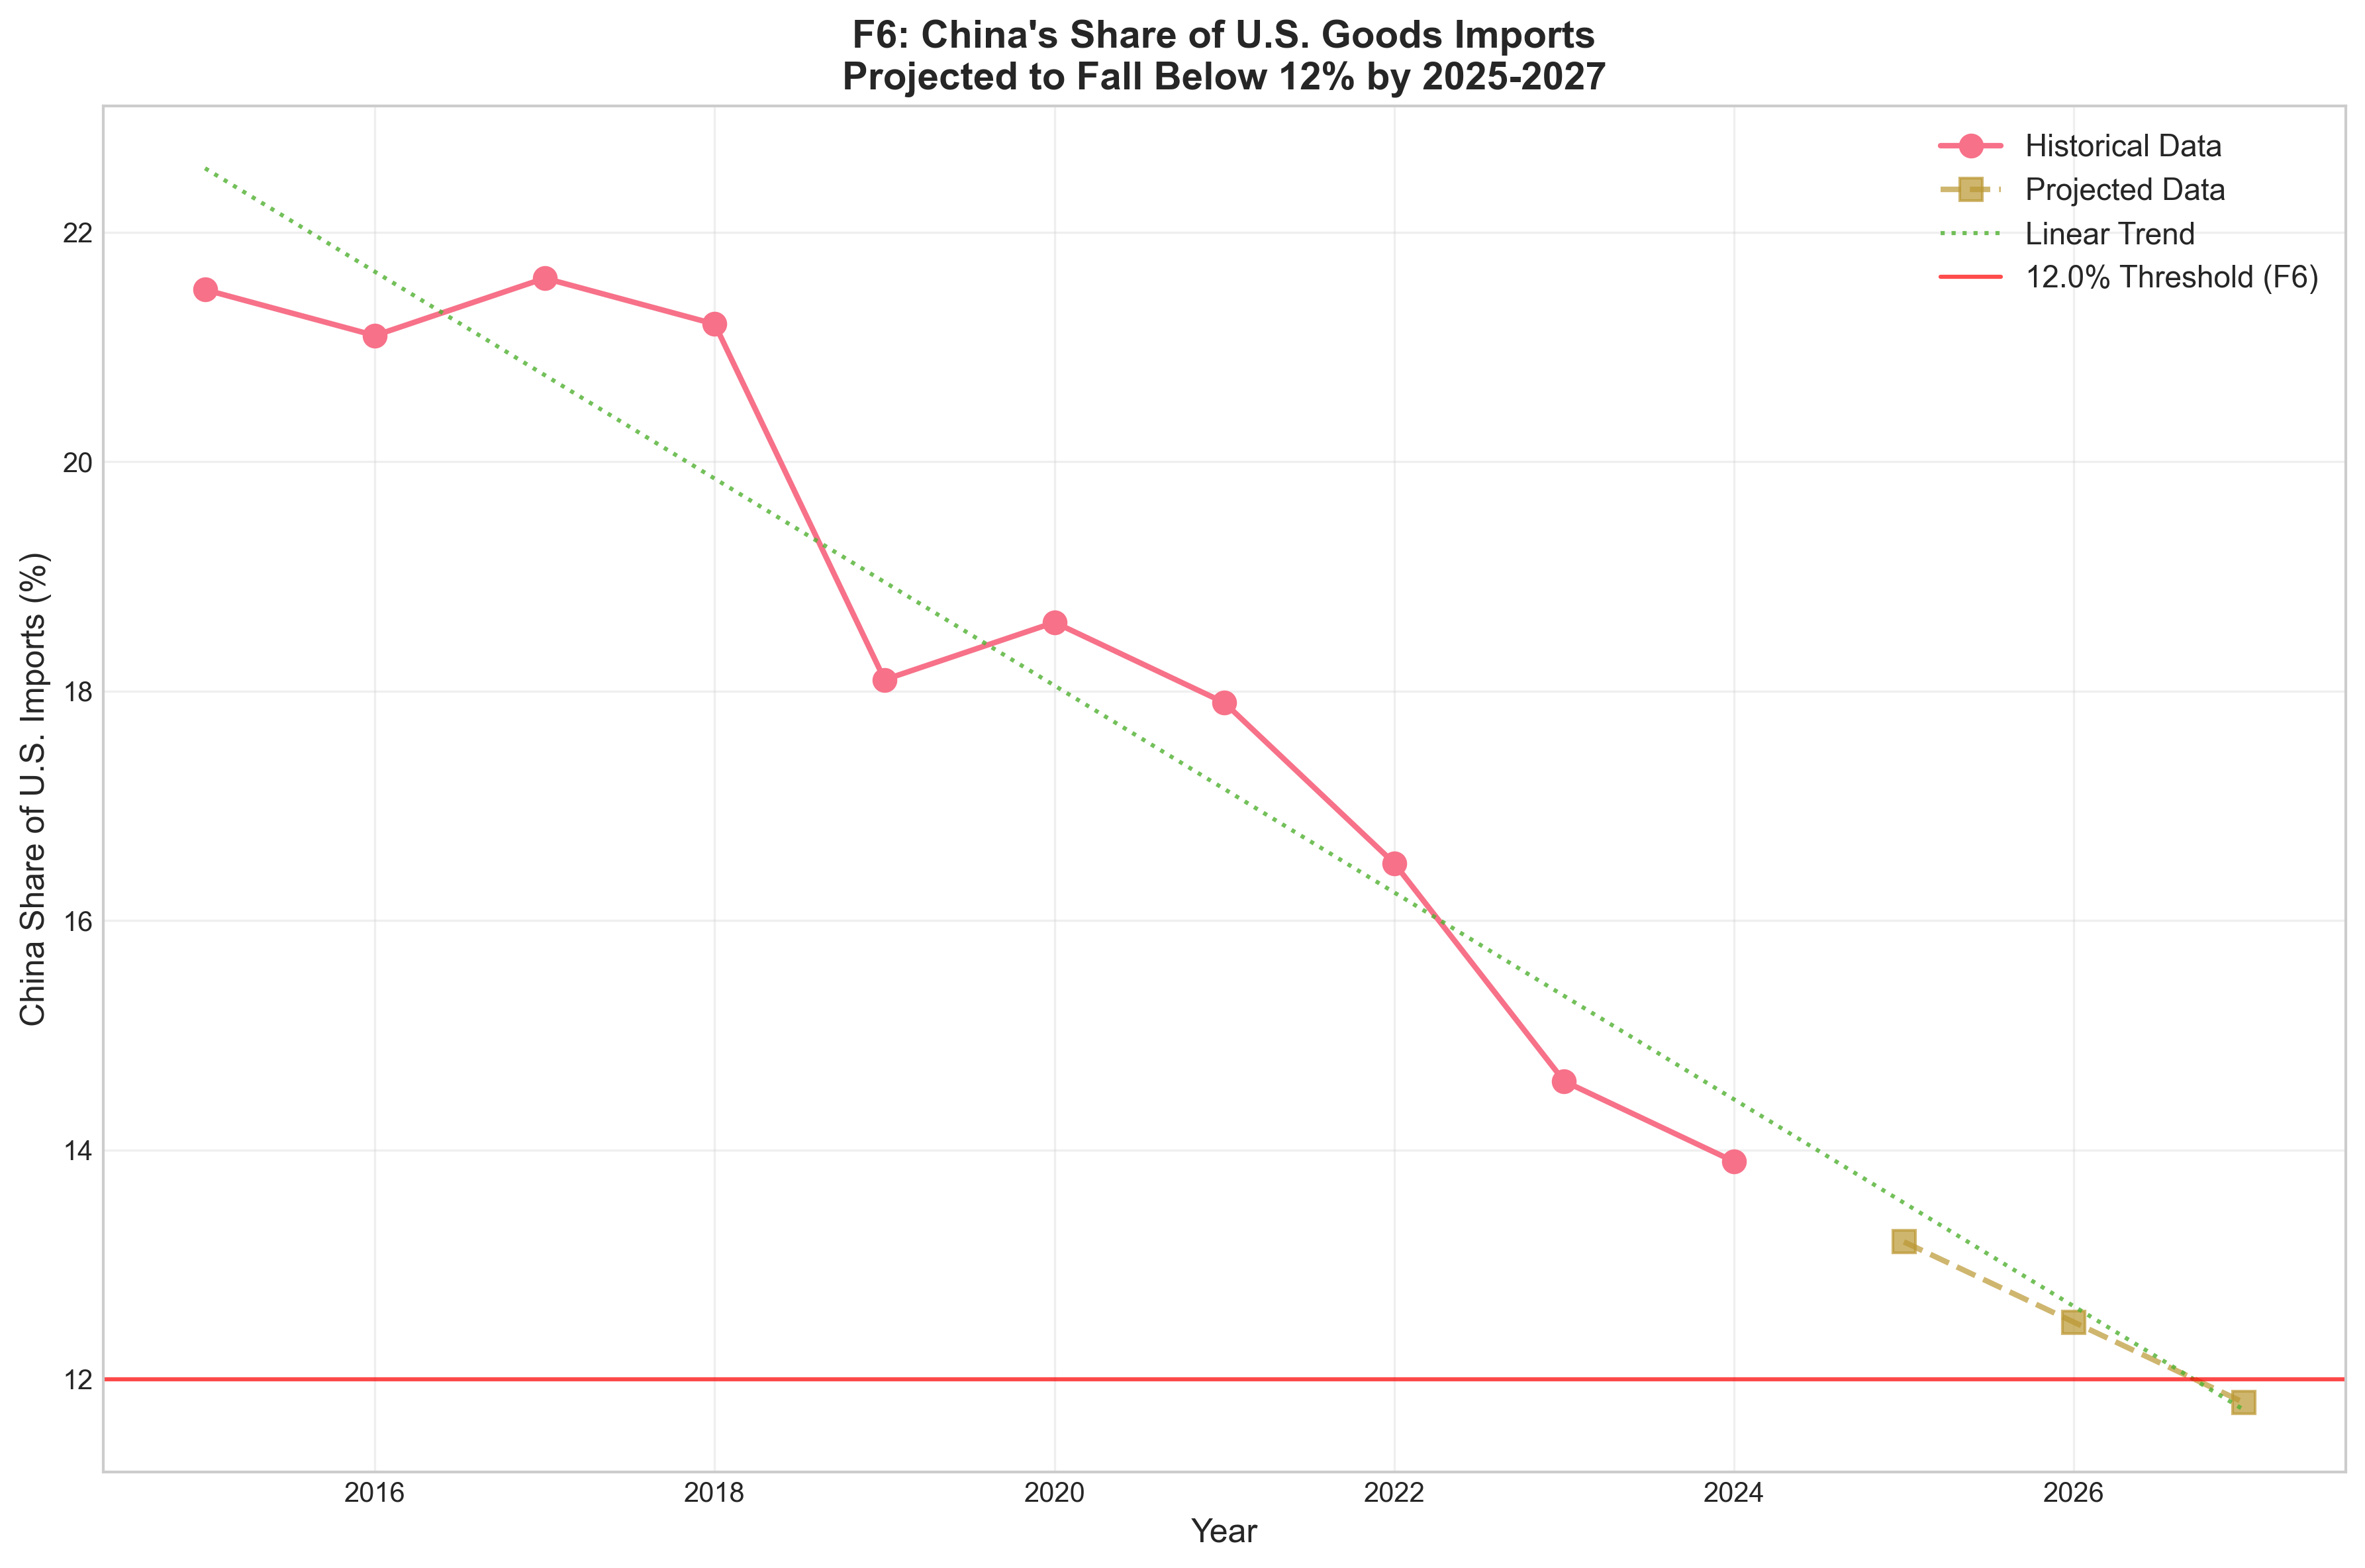 F6: China's Share of U.S. Goods Imports
Projected to Fall Below 12% by 2025-2027
Historical Data
Projected Data
Linear Trend
12.0% Threshold (F6)
China Share of U.S. Imports (%)
22
20
18
16
14
12
2016
2018
2020
2022
2024
2026
Year